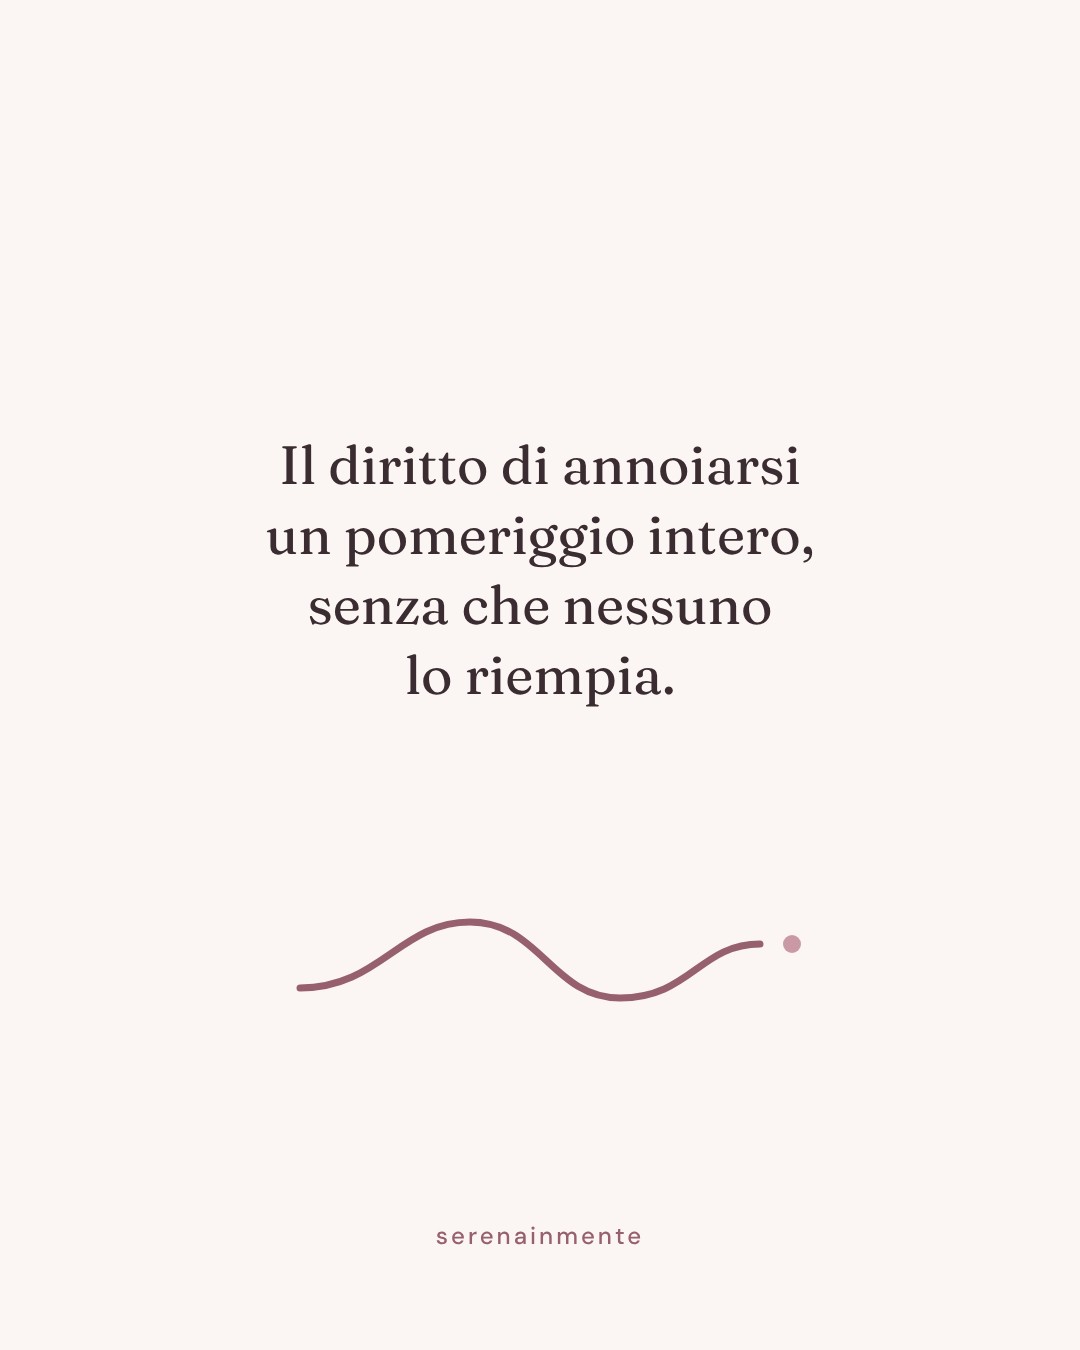 Il diritto di annoiarsi
un pomeriggio intero,
senza che nessuno
lo riempia.
serenainmente